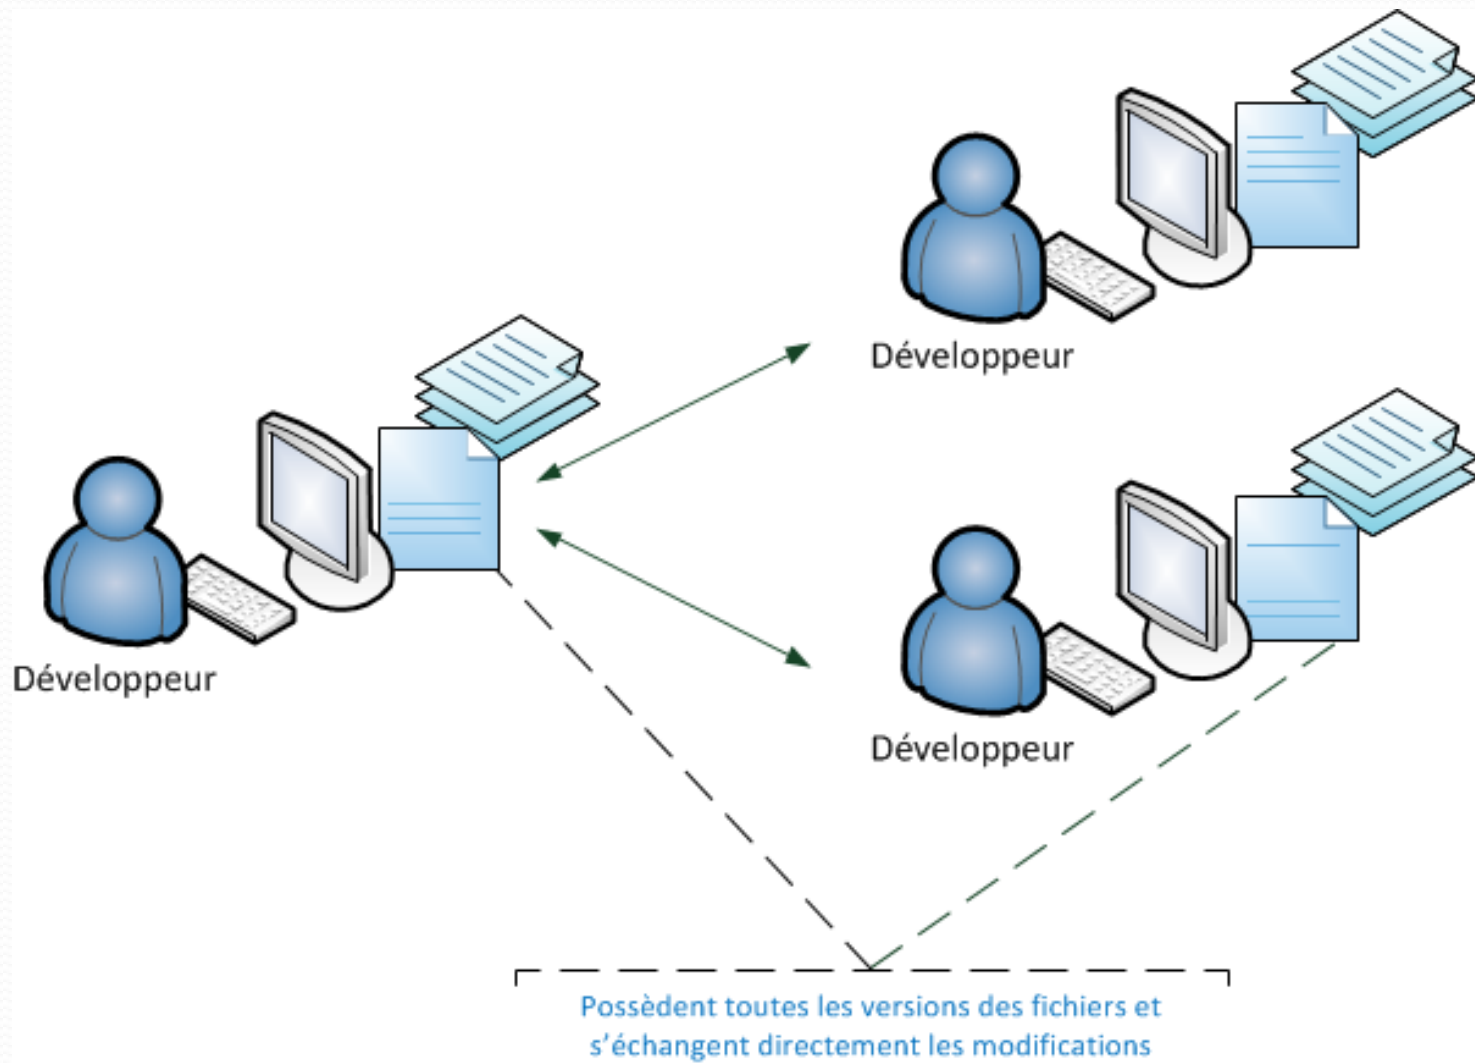 Développeur
Développeur
Développeur
Possèdent toutes les versions des fichiers et
s'échangent directement les modifications